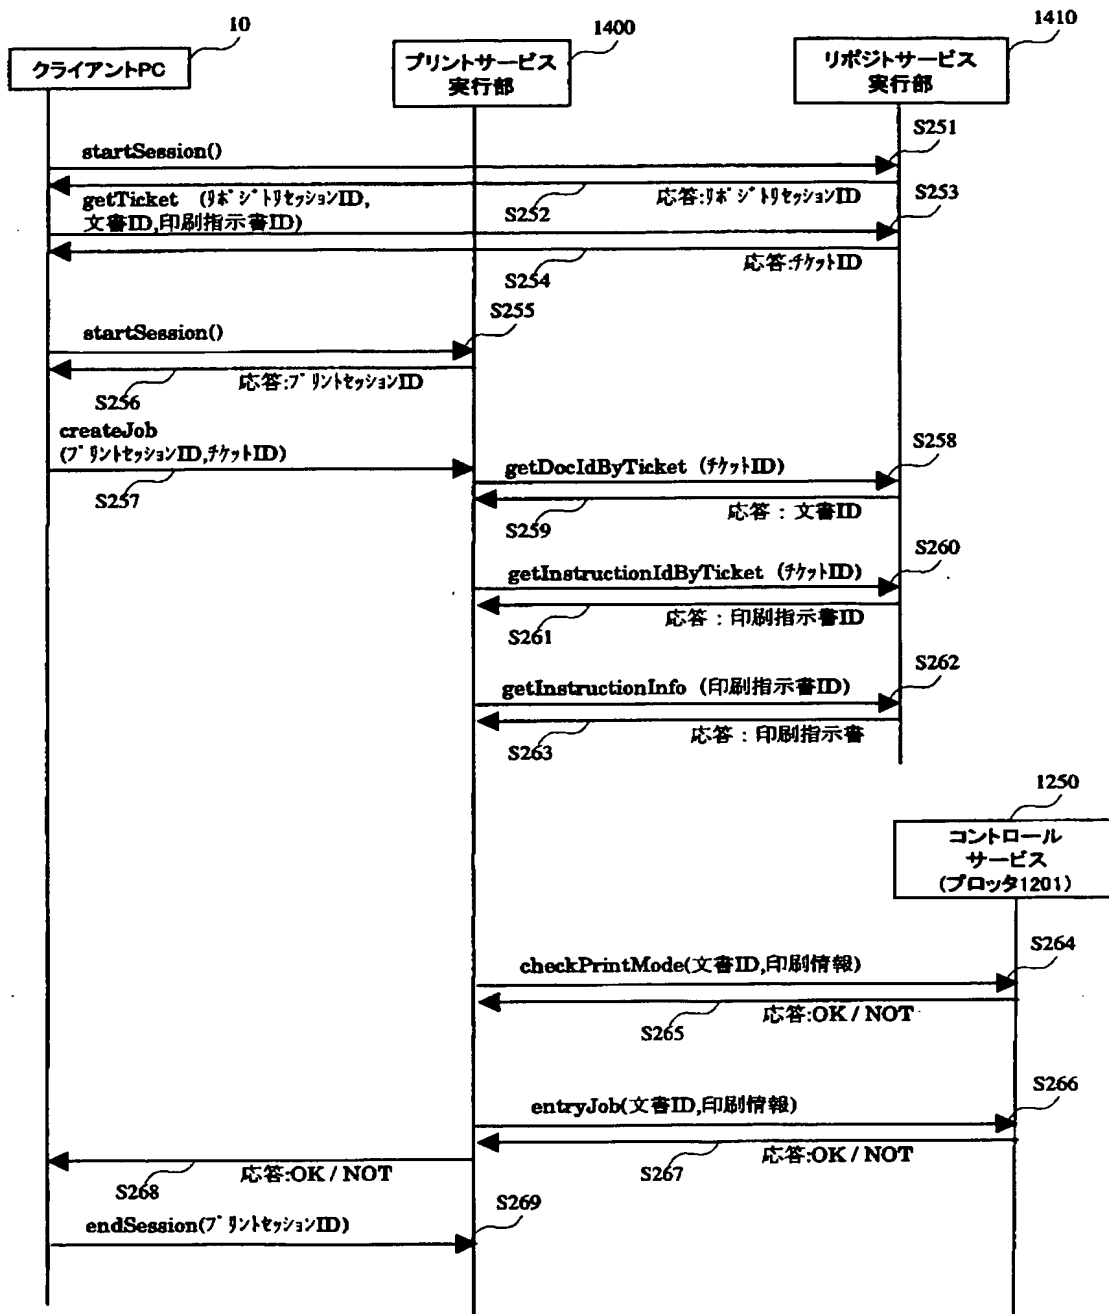 10
1400
1410
クライアントPC
プリントサービス
実行部
リポジトサービス
実行部
S251
startSession()
応答:ﾘﾎﾟｼﾞﾄﾘｾｯｼｮﾝID
S252
S253
getTicket (ﾘﾎﾟｼﾞﾄﾘｾｯｼｮﾝID,
文書ID,印刷指示書ID)
応答:ﾁｹｯﾄID
S254
S255
startSession()
応答:ﾌﾟﾘﾝﾄｾｯｼｮﾝID
S256
createJob
(ﾌﾟﾘﾝﾄｾｯｼｮﾝID,ﾁｹｯﾄID)
S257
S258
getDocIdByTicket (ﾁｹｯﾄID)
応答：文書ID
S259
S260
getInstructionIdByTicket (ﾁｹｯﾄID)
応答：印刷指示書ID
S261
S262
getInstructionInfo (印刷指示書ID)
応答：印刷指示書
S263
1250
コントロール
サービス
(プロッタ1201)
S264
checkPrintMode(文書ID,印刷情報)
応答:OK / NOT
S265
S266
entryJob(文書ID,印刷情報)
応答:OK / NOT
S267
応答:OK / NOT
S268
S269
endSession(ﾌﾟﾘﾝﾄｾｯｼｮﾝID)